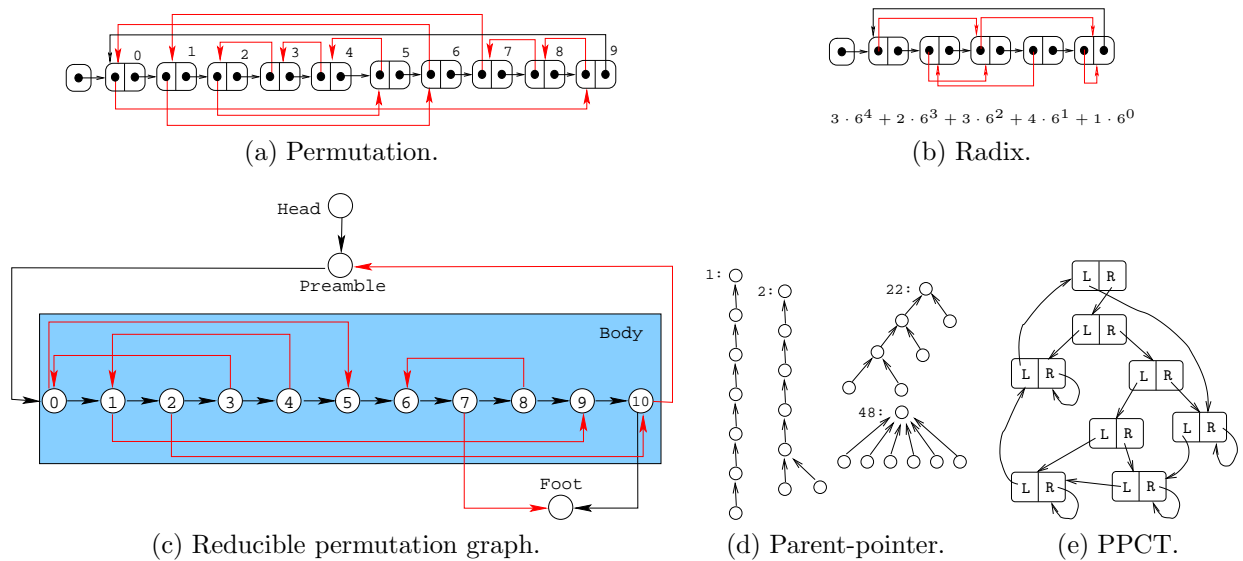 0 1 2 3 4 5 6 7 8 9
(a) Permutation.
3 · 6^4 + 2 · 6^3 + 3 · 6^2 + 4 · 6^1 + 1 · 6^0
(b) Radix.
Head
Preamble
Body
0 1 2 3 4 5 6 7 8 9 10
Foot
(c) Reducible permutation graph.
1:
2:
22:
48:
(d) Parent-pointer.
L R
L R
L R
L R
L R
L R
L R
L R
(e) PPCT.